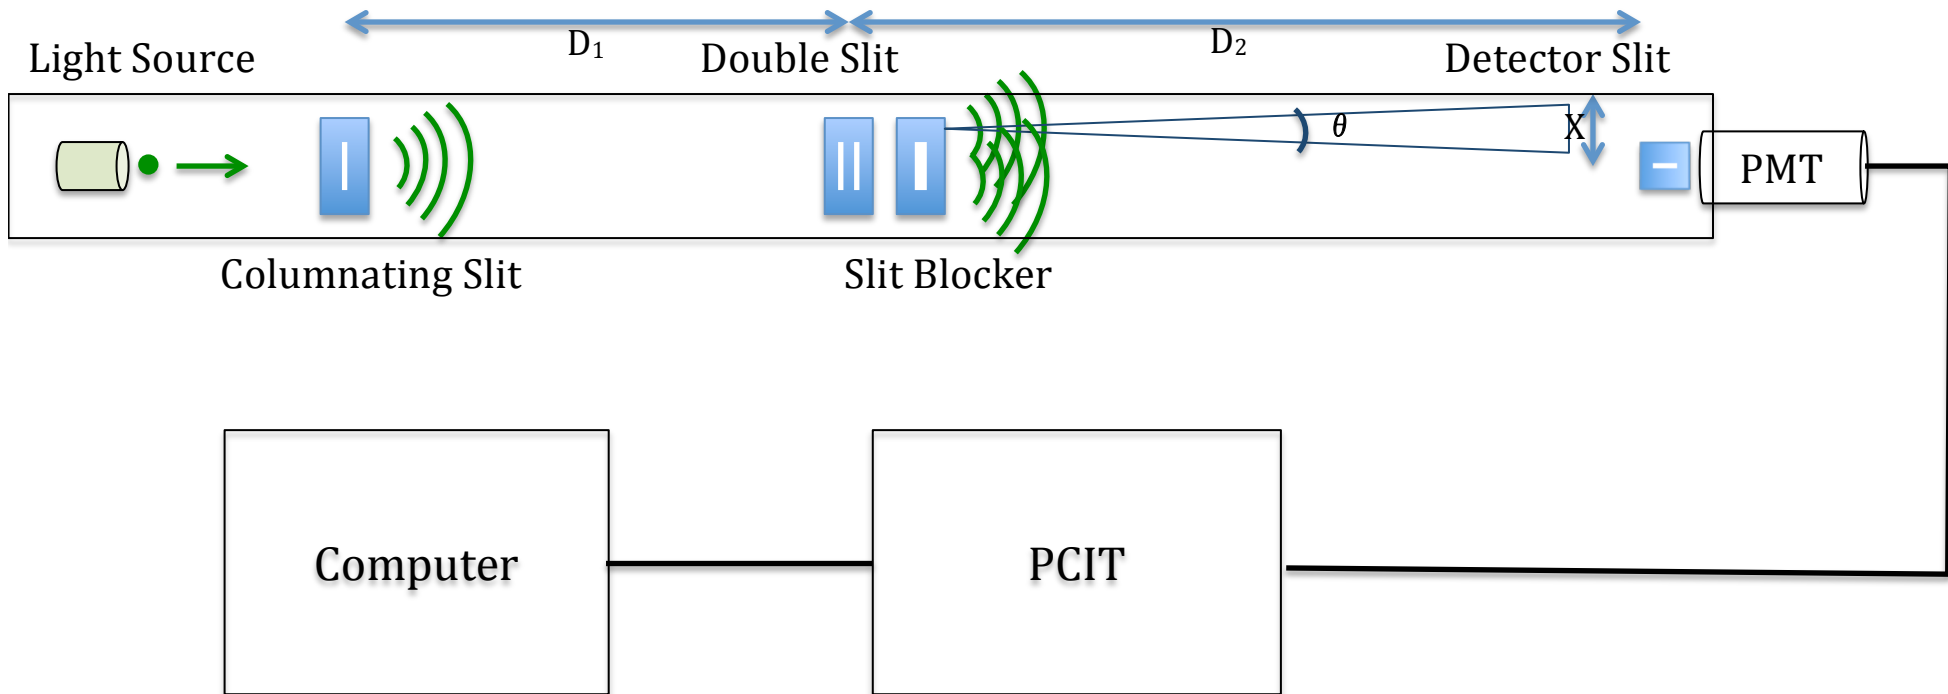 D₁
D₂
Light Source
Double Slit
Detector Slit
θ
X
PMT
Columnating Slit
Slit Blocker
Computer
PCIT